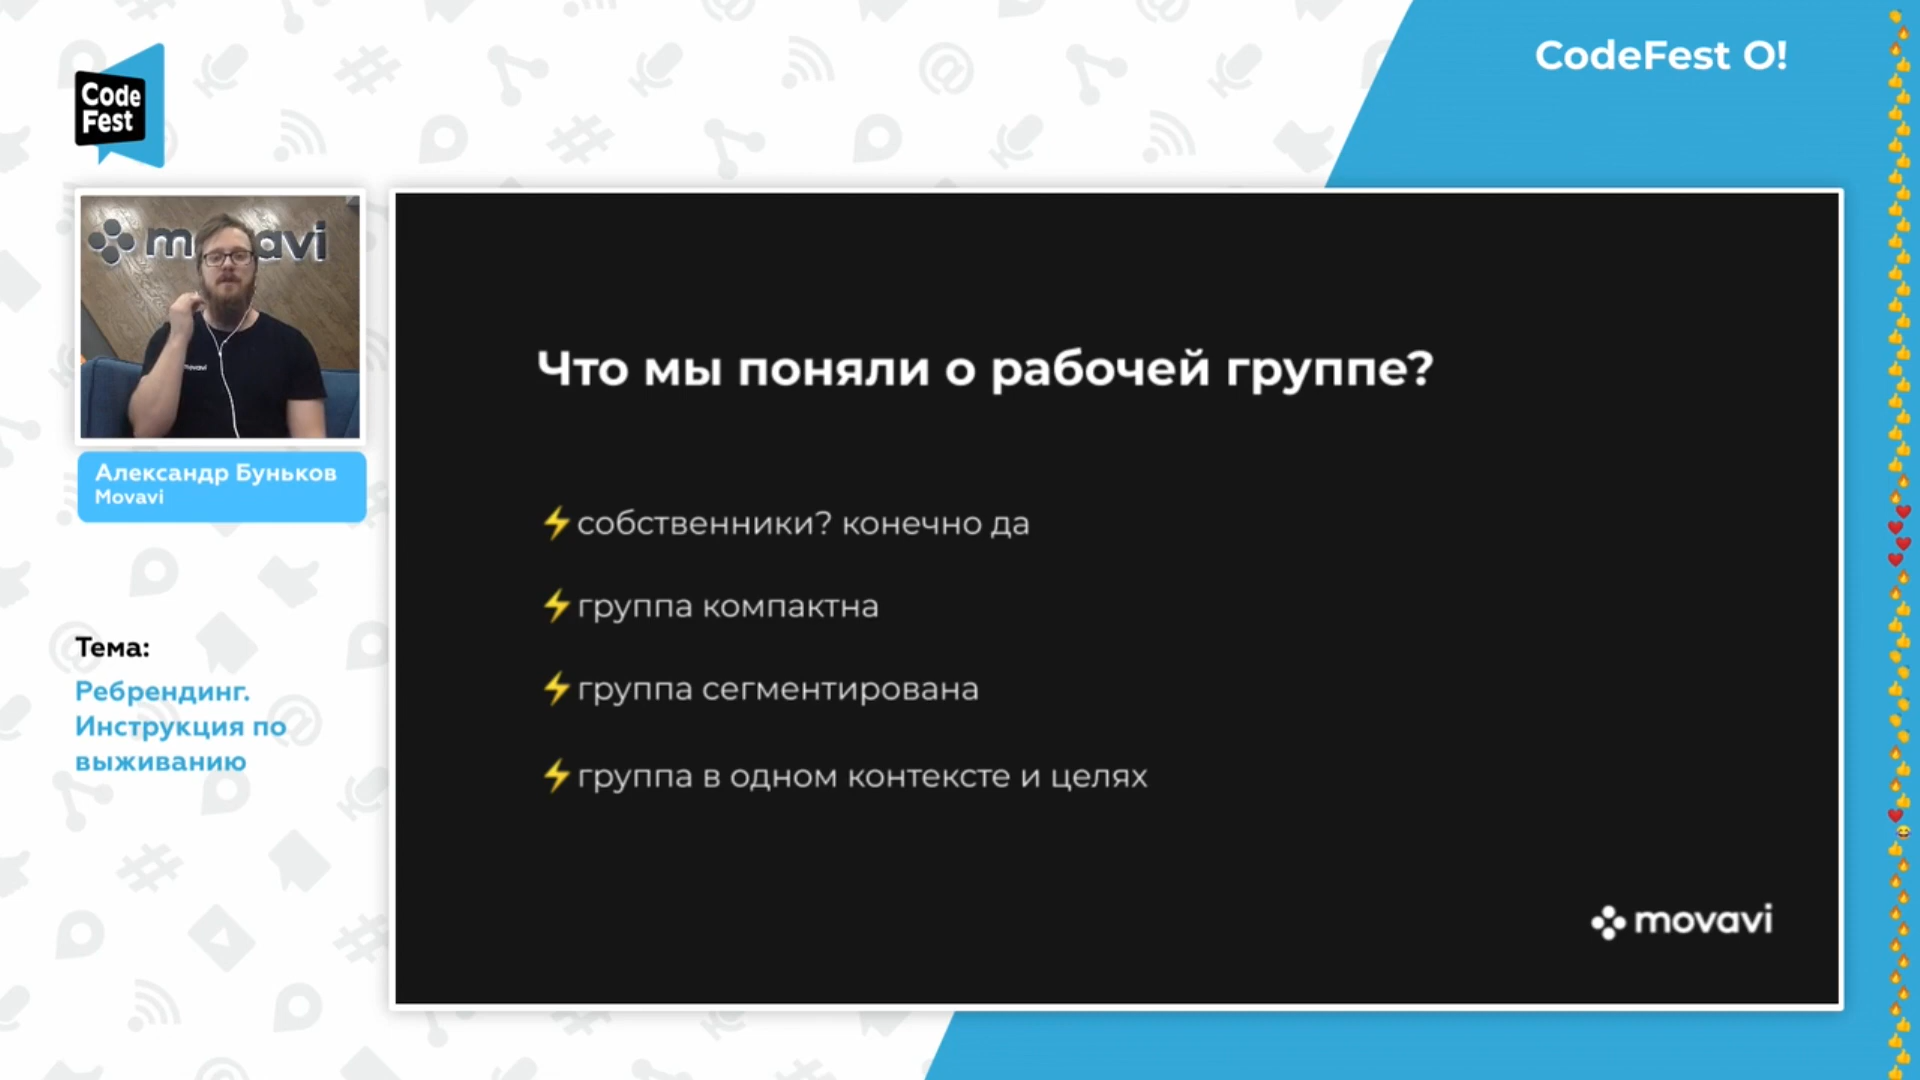 Code
Fest
CodeFest O!
movavi
Александр Буньков
Movavi
Тема:
Ребрендинг.
Инструкция по
выживанию
Что мы поняли о рабочей группе?
⚡собственники? конечно да
⚡группа компактна
⚡группа сегментирована
⚡группа в одном контексте и целях
movavi